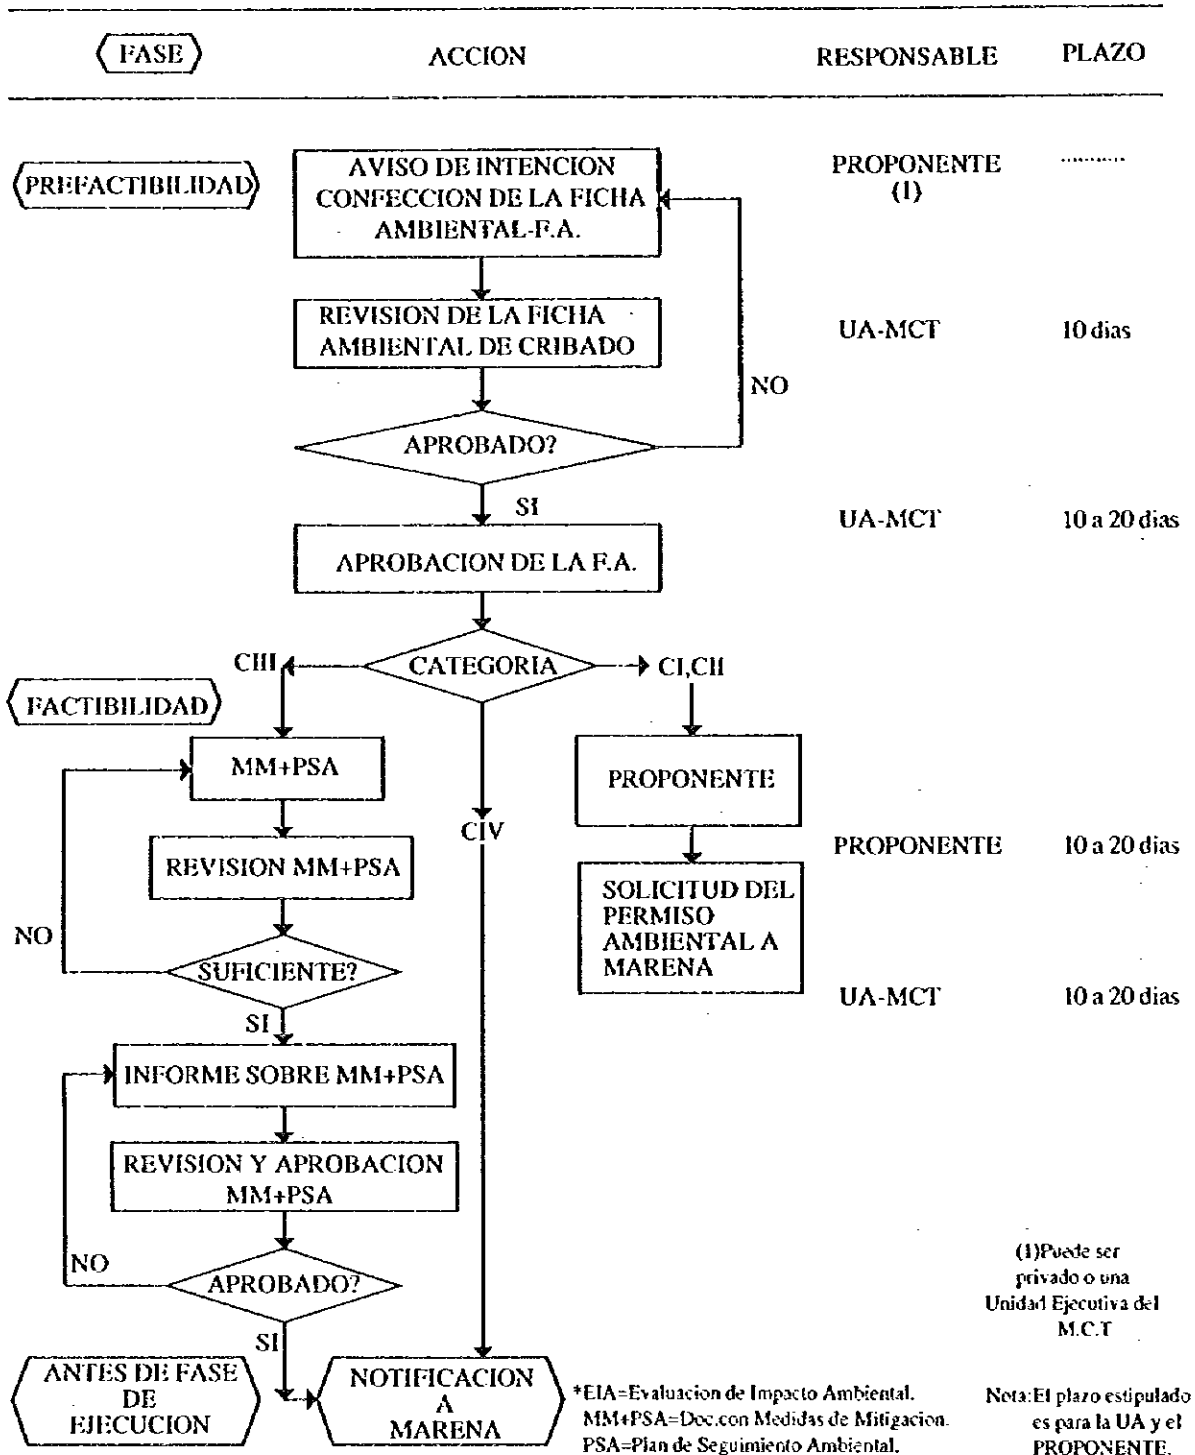 FASE ACCION RESPONSABLE PLAZO
PREFACTIBILIDAD
AVISO DE INTENCION
CONFECCION DE LA FICHA
AMBIENTAL-F.A.
PROPONENTE
(1)
..........
REVISION DE LA FICHA
AMBIENTAL DE CRIBADO
UA-MCT
10 dias
NO
APROBADO?
SI
UA-MCT
10 a 20 dias
APROBACION DE LA F.A.
CIII
CATEGORIA
CI,CII
FACTIBILIDAD
MM+PSA
PROPONENTE
CIV
REVISION MM+PSA
PROPONENTE
10 a 20 dias
SOLICITUD DEL
PERMISO
AMBIENTAL A
MARENA
NO
SUFICIENTE?
UA-MCT
10 a 20 dias
SI
INFORME SOBRE MM+PSA
REVISION Y APROBACION
MM+PSA
NO
APROBADO?
SI
(1)Puede ser
privado o una
Unidad Ejecutiva del
M.C.T
ANTES DE FASE
DE
EJECUCION
NOTIFICACION
A
MARENA
*EIA=Evaluacion de Impacto Ambiental.
MM+PSA=Doc.con Medidas de Mitigacion.
PSA=Plan de Seguimiento Ambiental.
Nota:El plazo estipulado
es para la UA y el
PROPONENTE.